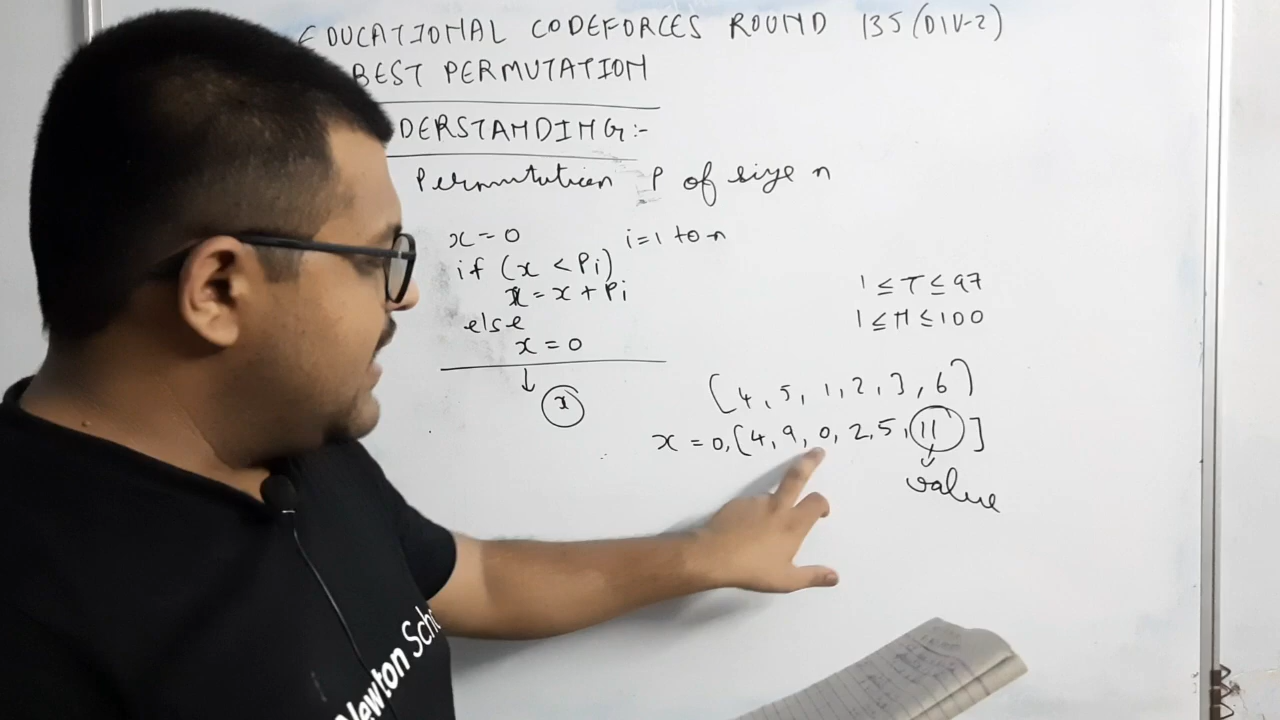 EDUCATIONAL CODEFORCES ROUND 135 (DIV-2)
BEST PERMUTATION
DERSTANDING:-
Permutation P of size n
x = 0 i=1 to n
if (x < Pi)
x = x + Pi
else
x = 0
↓ x
1 ≤ T ≤ 97
1 ≤ N ≤ 100
[4, 5, 1, 2, 3, 6]
x = 0, [4, 9, 0, 2, 5, 11]
value
Newton Scho